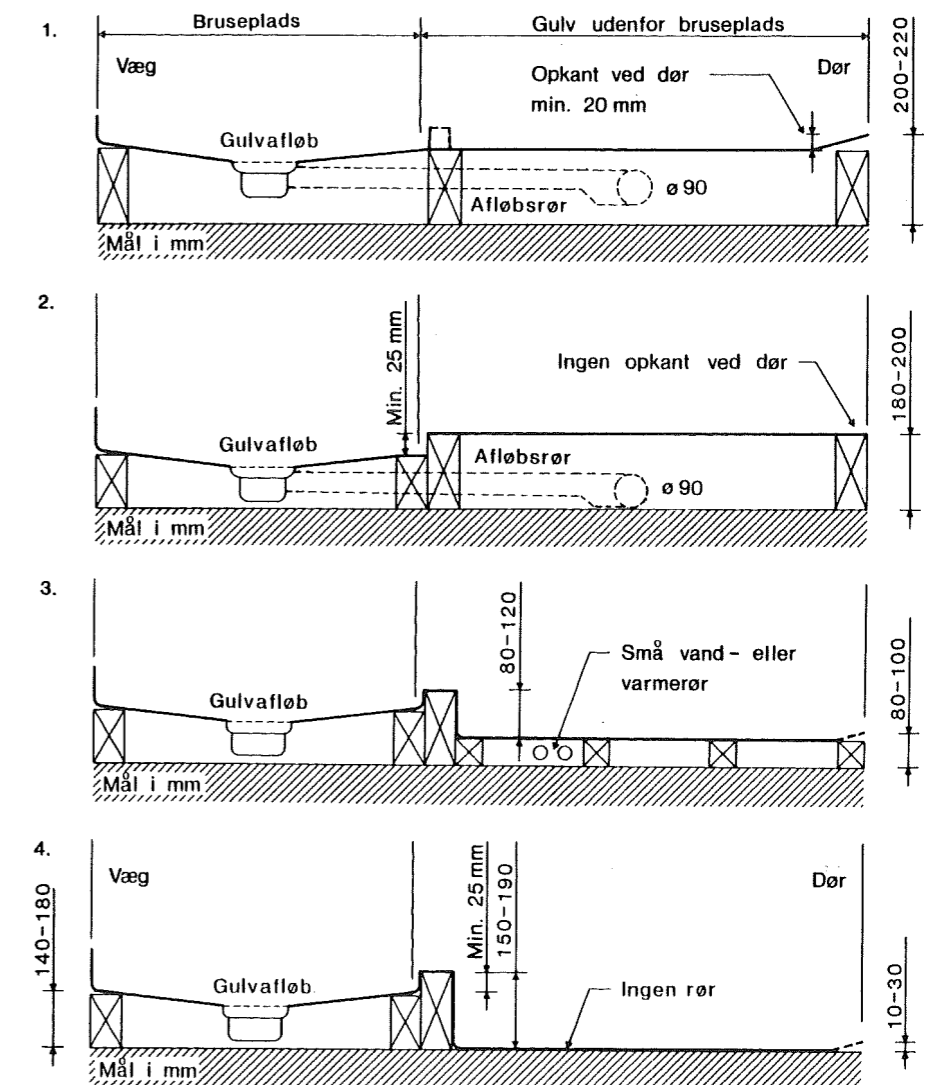 1.
Bruseplads
Gulv udenfor bruseplads
Væg
Opkant ved dør
min. 20 mm
Dør
200-220
Gulvafløb
Afløbsrør
ø 90
Mål i mm
2.
Min. 25 mm
Ingen opkant ved dør
180-200
Gulvafløb
Afløbsrør
ø 90
Mål i mm
3.
80-120
Små vand- eller
varmerør
80-100
Gulvafløb
Mål i mm
4.
Væg
Min. 25 mm
150-190
Dør
140-180
Gulvafløb
Ingen rør
10-30
Mål i mm